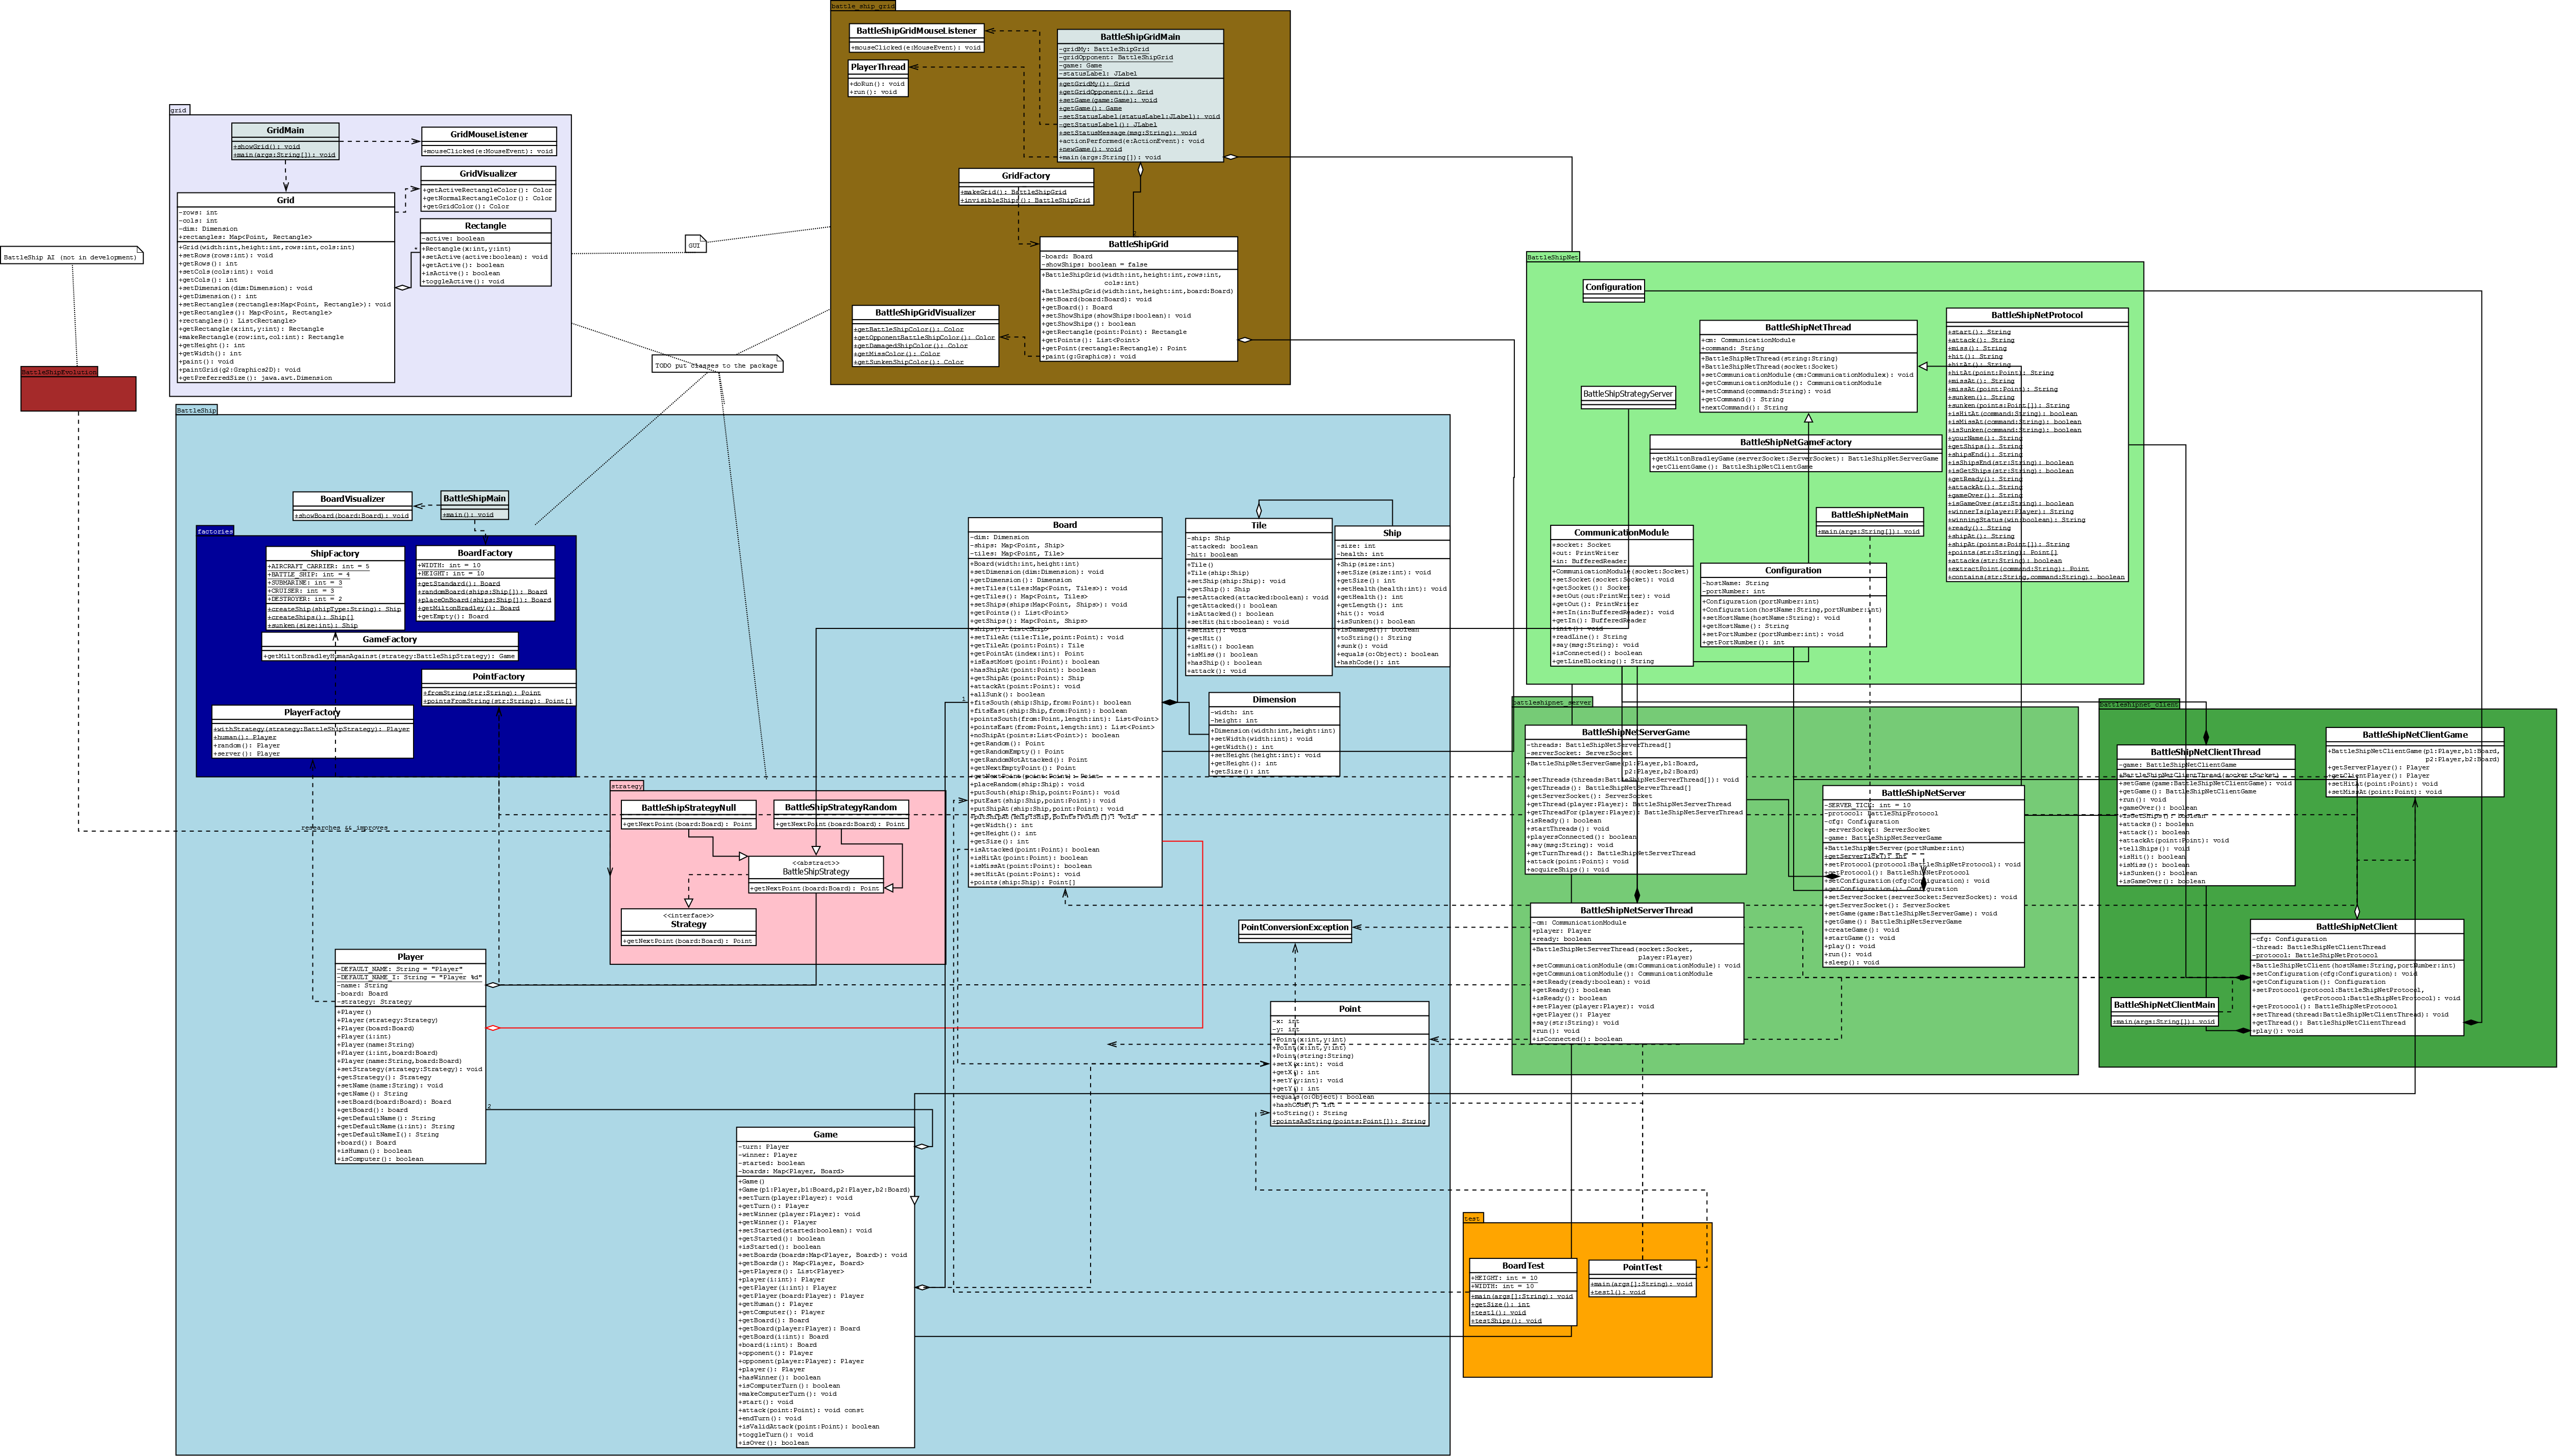 battle_ship_grid
BattleShipGridMouseListener
+mouseClicked(e:MouseEvent): void
PlayerThread
+doRun(): void
+run(): void
BattleShipGridMain
-gridMy: BattleShipGrid
-gridOpponent: BattleShipGrid
-game: Game
-statusLabel: JLabel
+getGridMy(): Grid
+getGridOpponent(): Grid
+setGame(game:Game): void
+getGame(): Game
-setStatusLabel(statusLabel:JLabel): void
-getStatusLabel(): JLabel
+setStatusMessage(msg:String): void
+actionPerformed(e:ActionEvent): void
+newGame(): void
+main(args:String[]): void
GridFactory
+makeGrid(): BattleShipGrid
+invisibleShips(): BattleShipGrid
BattleShipGrid
-board: Board
-showShips: boolean = false
+BattleShipGrid(width:int,height:int,rows:int,
cols:int)
+BattleShipGrid(width:int,height:int,board:Board)
+setBoard(board:Board): void
+getBoard(): Board
+setShowShips(showShips:boolean): void
+getShowShips(): boolean
+getRectangle(point:Point): Rectangle
+getPoints(): List<Point>
+getPoint(rectangle:Rectangle): Point
+paint(g:Graphics): void
BattleShipGridVisualizer
+getBattleShipColor(): Color
+getOpponentBattleShipColor(): Color
+getDamagedShipColor(): Color
+getMissColor(): Color
+getSunkenShipColor(): Color
grid
GridMain
+showGrid(): void
+main(args:String[]): void
GridMouseListener
+mouseClicked(e:MouseEvent): void
GridVisualizer
+getActiveRectangleColor(): Color
+getNormalRectangleColor(): Color
+getGridColor(): Color
Grid
-rows: int
-cols: int
-dim: Dimension
+rectangles: Map<Point, Rectangle>
+Grid(width:int,height:int,rows:int,cols:int)
+setRows(rows:int): void
+getRows(): int
+setCols(cols:int): void
+getCols(): int
+setDimension(dim:Dimension): void
+getDimension(): int
+setRectangles(rectangles:Map<Point, Rectangle>): void
+getRectangles(): Map<Point, Rectangle>
+rectangles(): List<Rectangle>
+getRectangle(x:int,y:int): Rectangle
+makeRectangle(row:int,col:int): Rectangle
+getHeight(): int
+getWidth(): int
+paint(): void
+paintGrid(g2:Graphics2D): void
+getPreferredSize(): java.awt.Dimension
Rectangle
-active: boolean
+Rectangle(x:int,y:int)
+setActive(active:boolean): void
+getActive(): boolean
+isActive(): boolean
+toggleActive(): void
*
GUI
BattleShip AI (not in development)
BattleShipEvolution
TODO put classes to the package
BattleShipNet
Configuration
BattleShipNetThread
+cm: CommunicationModule
+command: String
+BattleShipNetThread(string:String)
+BattleShipNetThread(socket:Socket)
+setCommunicationModule(cm:CommunicationModulex): void
+getCommunicationModule(): CommunicationModule
+setCommand(command:String): void
+getCommand(): String
+nextCommand(): String
BattleShipNetProtocol
+start(): String
+attack(): String
+miss(): String
+hit(): String
+hitAt(): String
+hitAt(point:Point): String
+missAt(): String
+missAt(point:Point): String
+sunken(): String
+sunken(points:Point[]): String
+isHitAt(command:String): boolean
+isMissAt(command:String): boolean
+isSunken(command:String): boolean
+yourName(): String
+getShips(): String
+shipsEnd(): String
+isShipsEnd(str:String): boolean
+isGetShips(str:String): boolean
+getReady(): String
+attackAt(): String
+gameOver(): String
+isGameOver(str:String): boolean
+winnerIs(player:Player): String
+winningStatus(win:boolean): String
+ready(): String
+shipAt(): String
+shipAt(points:Point[]): String
+points(str:String): Point[]
+attacks(str:String): boolean
+extractPoint(command:String): Point
+contains(str:String,command:String): boolean
BattleShipStrategyServer
BattleShipNetGameFactory
+getMiltonBradleyGame(serverSocket:ServerSocket): BattleShipNetServerGame
+getClientGame(): BattleShipNetClientGame
BattleShipNetMain
+main(args:String[]): void
CommunicationModule
+socket: Socket
+out: PrintWriter
+in: BufferedReader
+CommunicationModule(socket:Socket)
+setSocket(socket:Socket): void
+getSocket(): Socket
+setOut(out:PrintWriter): void
+getOut(): PrintWriter
+setIn(in:BufferedReader): void
+getIn(): BufferedReader
+init(): void
+readLine(): String
+say(msg:String): void
+isConnected(): boolean
+getLineBlocking(): String
Configuration
-hostName: String
-portNumber: int
+Configuration(portNumber:int)
+Configuration(hostName:String,portNumber:int)
+setHostName(hostName:String): void
+getHostName(): String
+setPortNumber(portNumber:int): void
+getPortNumber(): int
BattleShip
BoardVisualizer
+showBoard(board:Board): void
BattleShipMain
+main(): void
factories
ShipFactory
+AIRCRAFT_CARRIER: int = 5
+BATTLE_SHIP: int = 4
+SUBMARINE: int = 3
+CRUISER: int = 3
+DESTROYER: int = 2
+createShip(shipType:String): Ship
+createShips(): Ship[]
+sunken(size:int): Ship
BoardFactory
+WIDTH: int = 10
+HEIGHT: int = 10
+getStandard(): Board
+randomBoard(ships:Ship[]): Board
+placeOnBoard(ships:Ship[]): Board
+getMiltonBradley(): Board
+getEmpty(): Board
GameFactory
+getMiltonBradleyHumanAgainst(strategy:BattleShipStrategy): Game
PointFactory
+fromString(str:String): Point
+pointsFromString(str:String): Point[]
PlayerFactory
+withStrategy(strategy:BattleShipStrategy): Player
+human(): Player
+random(): Player
+server(): Player
Board
-dim: Dimension
-ships: Map<Point, Ship>
-tiles: Map<Point, Tile>
+Board(width:int,height:int)
+setDimension(dim:Dimension): void
+getDimension(): Dimension
+setTiles(tiles:Map<Point, Tiles>): void
+getTiles(): Map<Point, Tiles>
+setShips(ships:Map<Point, Ships>): void
+getPoints(): List<Point>
+getShips(): Map<Point, Ships>
+ships(): List<Ship>
+setTileAt(tile:Tile,point:Point): void
+getTileAt(point:Point): Tile
+getPointAt(index:int): Point
+isEastMost(point:Point): boolean
+hasShipAt(point:Point): boolean
+getShipAt(point:Point): Ship
+attackAt(point:Point): void
+allSunk(): boolean
+fitsSouth(ship:Ship,from:Point): boolean
+fitsEast(ship:Ship,from:Point): boolean
+pointsSouth(from:Point,length:int): List<Point>
+pointsEast(from:Point,length:int): List<Point>
+noShipAt(points:List<Point>): boolean
+getRandom(): Point
+getRandomEmpty(): Point
+getRandomNotAttacked(): Point
+getNextEmptyPoint(): Point
+getNextPoint(point:Point): Point
+placeRandom(ship:Ship): void
+putSouth(ship:Ship,point:Point): void
+putEast(ship:Ship,point:Point): void
+putShipAt(ship:Ship,point:Point): void
+putShipAt(ship:Ship,points:Point[]): void
+getWidth(): int
+getHeight(): int
+getSize(): int
+isAttacked(point:Point): boolean
+isHitAt(point:Point): boolean
+isMissAt(point:Point): boolean
+setHitAt(point:Point): void
+points(ship:Ship): Point[]
1
Tile
-ship: Ship
-attacked: boolean
-hit: boolean
+Tile()
+Tile(ship:Ship)
+setShip(ship:Ship): void
+getShip(): Ship
+setAttacked(attacked:boolean): void
+getAttacked(): boolean
+isAttacked(): boolean
+setHit(hit:boolean): void
+setHit(): void
+getHit()
+isHit(): boolean
+isMiss(): boolean
+hasShip(): boolean
+attack(): void
Ship
-size: int
-health: int
+Ship(size:int)
+setSize(size:int): void
+getSize(): int
+setHealth(health:int): void
+getHealth(): int
+getLength(): int
+hit(): void
+isSunken(): boolean
+isDamaged(): boolean
+toString(): String
+sunk(): void
+equals(o:Object): boolean
+hashCode(): int
Dimension
-width: int
-height: int
+Dimension(width:int,height:int)
+setWidth(width:int): void
+getWidth(): int
+setHeight(height:int): void
+getHeight(): int
+getSize(): int
strategy
BattleShipStrategyNull
+getNextPoint(board:Board): Point
BattleShipStrategyRandom
+getNextPoint(board:Board): Point
<<abstract>>
BattleShipStrategy
+getNextPoint(board:Board): Point
<<interface>>
Strategy
+getNextPoint(board:Board): Point
researches && improves
Player
-DEFAULT_NAME: String = "Player"
-DEFAULT_NAME_I: String = "Player %d"
-name: String
-board: Board
-strategy: Strategy
+Player()
+Player(strategy:Strategy)
+Player(board:Board)
+Player(i:int)
+Player(name:String)
+Player(i:int,board:Board)
+Player(name:String,board:Board)
+setStrategy(strategy:Strategy): void
+getStrategy(): Strategy
+setName(name:String): void
+getName(): String
+setBoard(board:Board): Board
+getBoard(): board
+getDefaultName(): String
+getDefaultName(i:int): String
+getDefaultNameI(): String
+board(): Board
+isHuman(): boolean
+isComputer(): boolean
2
Game
-turn: Player
-winner: Player
-started: boolean
-boards: Map<Player, Board>
+Game()
+Game(p1:Player,b1:Board,p2:Player,b2:Board)
+setTurn(player:Player): void
+getTurn(): Player
+setWinner(player:Player): void
+getWinner(): Player
+setStarted(started:boolean): void
+getStarted(): boolean
+isStarted(): boolean
+setBoards(boards:Map<Player, Board>): void
+getBoards(): Map<Player, Board>
+getPlayers(): List<Player>
+player(i:int): Player
+getPlayer(i:int): Player
+getPlayer(board:Player): Player
+getHuman(): Player
+getComputer(): Player
+getBoard(): Board
+getBoard(player:Player): Board
+getBoard(i:int): Board
+board(i:int): Board
+opponent(): Player
+opponent(player:Player): Player
+player(): Player
+hasWinner(): boolean
+isComputerTurn(): boolean
+makeComputerTurn(): void
+start(): void
+attack(point:Point): void const
+endTurn(): void
+isValidAttack(point:Point): boolean
+toggleTurn(): void
+isOver(): boolean
PointConversionException
Point
-x: int
-y: int
+Point(x:int,y:int)
+Point(x:int,y:int)
+Point(string:String)
+setX(x:int): void
+getX(): int
+setY(y:int): void
+getY(): int
+equals(o:Object): boolean
+hashCode(): int
+toString(): String
+pointsAsString(points:Point[]): String
battleshipnet_server
BattleShipNetServerGame
-threads: BattleShipNetServerThread[]
-serverSocket: ServerSocket
+BattleShipNetServerGame(p1:Player,b1:Board,
p2:Player,b2:Board)
+setThreads(threads:BattleShipNetServerThread[]): void
+getThreads(): BattleShipNetServerThread[]
+getServerSocket(): ServerSocket
+getThread(player:Player): BattleShipNetServerThread
+getThreadFor(player:Player): BattleShipNetServerThread
+isReady(): boolean
+startThreads(): void
+playersConnected(): boolean
+say(msg:String): void
+getTurnThread(): BattleShipNetServerThread
+attack(point:Point): void
+acquireShips(): void
BattleShipNetServer
-SERVER_TICK: int = 10
-protocol: BattleShipProtocol
-cfg: Configuration
-serverSocket: ServerSocket
-game: BattleShipNetServerGame
+BattleShipNetServer(portNumber:int)
+getServerTick(): int
+setProtocol(protocol:BattleShipNetProtocol): void
+getProtocol(): BattleShipNetProtocol
+setConfiguration(cfg:Configuration): void
+getConfiguration(): Configuration
+setServerSocket(serverSocket:ServerSocket): void
+getServerSocket(): ServerSocket
+setGame(game:BattleShipNetServerGame): void
+getGame(): BattleShipNetServerGame
+createGame(): void
+startGame(): void
+play(): void
+run(): void
+sleep(): void
BattleShipNetServerThread
-cm: CommunicationModule
+player: Player
+ready: boolean
+BattleShipNetServerThread(socket:Socket,
player:Player)
+setCommunicationModule(cm:CommunicationModule): void
+getCommunicationModule(): CommunicationModule
+setReady(ready:boolean): void
+getReady(): boolean
+isReady(): boolean
+setPlayer(player:Player): void
+getPlayer(): Player
+say(str:String): void
+run(): void
+isConnected(): boolean
battleshipnet_client
BattleShipNetClientThread
-game: BattleShipNetClientGame
+BattleShipNetClientThread(socket:Socket)
+setGame(game:BattleShipNetClientGame): void
+getGame(): BattleShipNetClientGame
+run(): void
+gameOver(): boolean
+isGetShips(): boolean
+attacks(): boolean
+attack(): boolean
+attackAt(point:Point): void
+tellShips(): void
+isHit(): boolean
+isMiss(): boolean
+isSunken(): boolean
+isGameOver(): boolean
BattleShipNetClientGame
+BattleShipNetClientGame(p1:Player,b1:Board,
p2:Player,b2:Board)
+getServerPlayer(): Player
+getClientPlayer(): Player
+setHitAt(point:Point): void
+setMissAt(point:Point): void
BattleShipNetClient
-cfg: Configuration
-thread: BattleShipNetClientThread
-protocol: BattleShipNetProtocol
+BattleShipNetClient(hostName:String,portNumber:int)
+setConfiguration(cfg:Configuration): void
+getConfiguration(): Configuration
+setProtocol(protocol:BattleShipNetProtocol,
getProtocol:BattleShipNetProtocol): void
+getProtocol(): BattleShipNetProtocol
+setThread(thread:BattleShipNetClientThread): void
+getThread(): BattleShipNetClientThread
+play(): void
BattleShipNetClientMain
+main(args:String[]): void
test
BoardTest
+HEIGHT: int = 10
+WIDTH: int = 10
+main(args[]:String): void
+getSize(): int
+test1(): void
+testShips(): void
PointTest
+main(args[]:String): void
+test1(): void